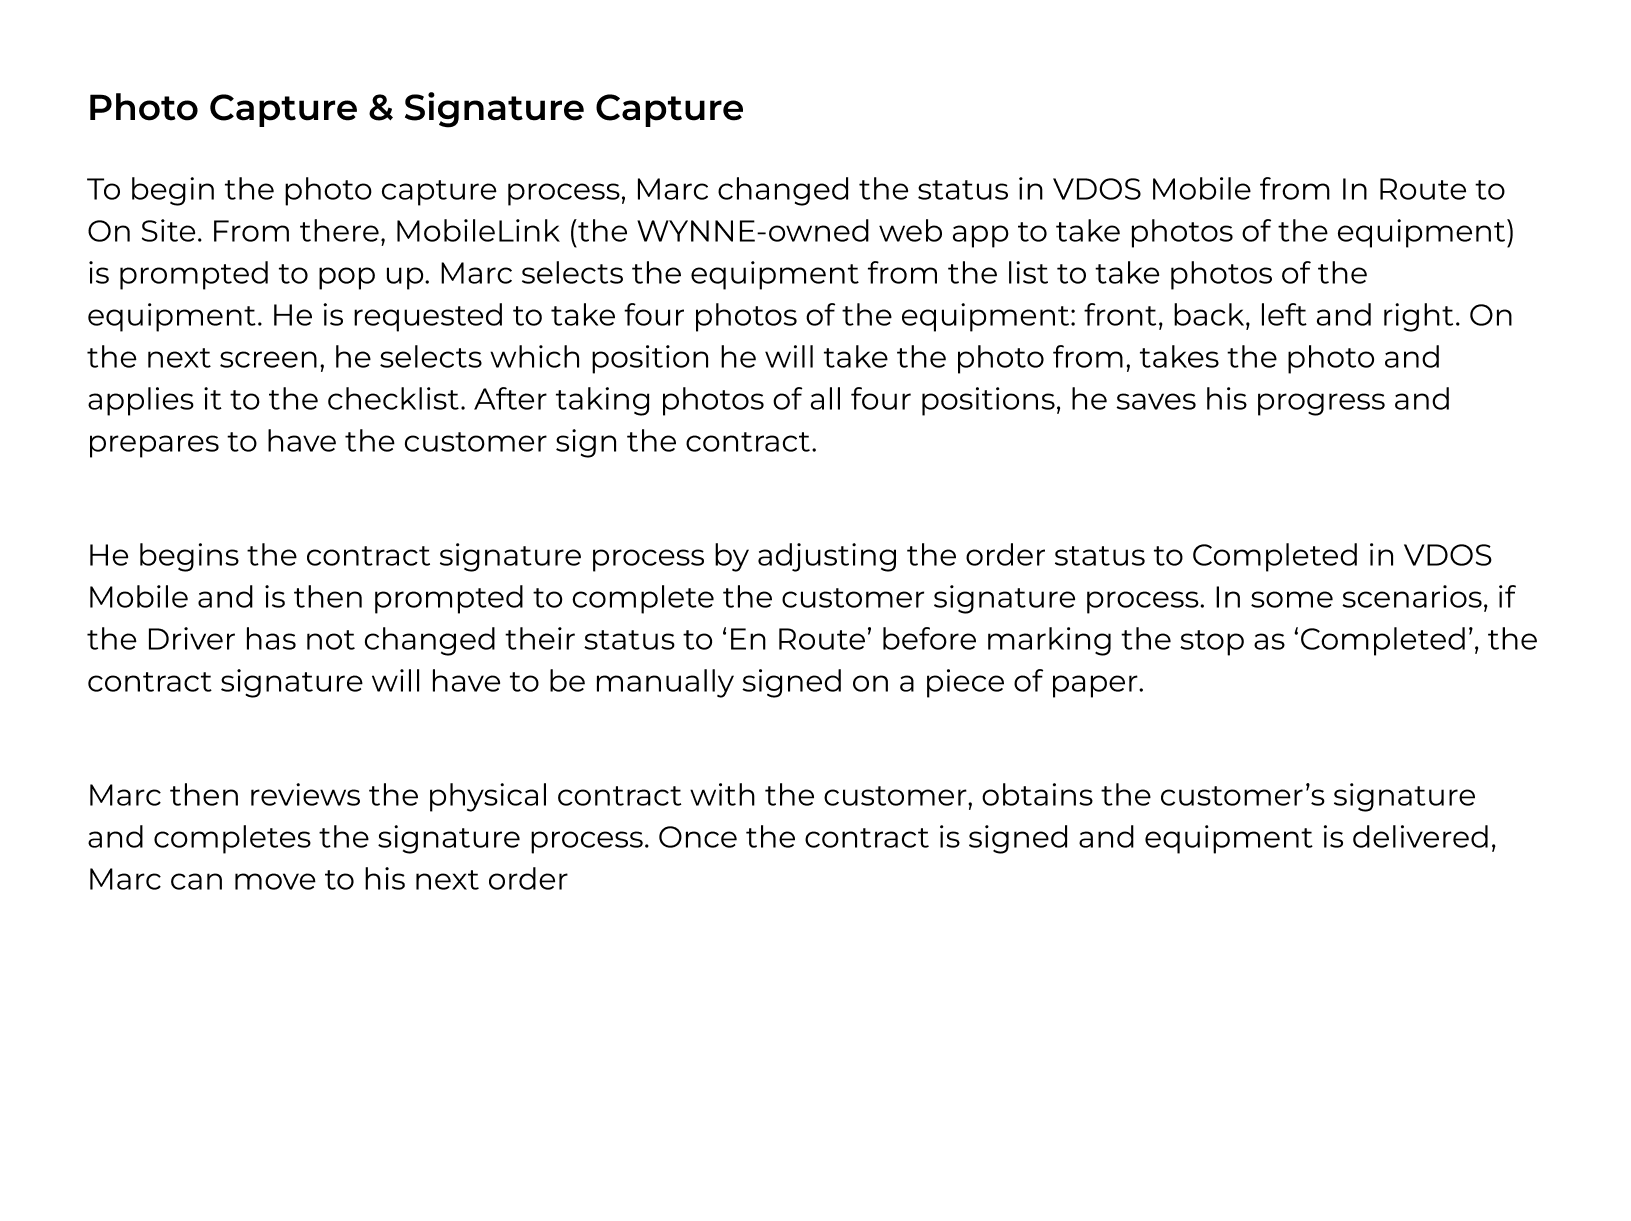 Photo Capture & Signature Capture
To begin the photo capture process, Marc changed the status in VDOS Mobile from In Route to
On Site. From there, MobileLink (the WYNNE-owned web app to take photos of the equipment)
is prompted to pop up. Marc selects the equipment from the list to take photos of the
equipment. He is requested to take four photos of the equipment: front, back, left and right. On
the next screen, he selects which position he will take the photo from, takes the photo and
applies it to the checklist. After taking photos of all four positions, he saves his progress and
prepares to have the customer sign the contract.
He begins the contract signature process by adjusting the order status to Completed in VDOS
Mobile and is then prompted to complete the customer signature process. In some scenarios, if
the Driver has not changed their status to ‘En Route’ before marking the stop as ‘Completed’, the
contract signature will have to be manually signed on a piece of paper.
Marc then reviews the physical contract with the customer, obtains the customer’s signature
and completes the signature process. Once the contract is signed and equipment is delivered,
Marc can move to his next order